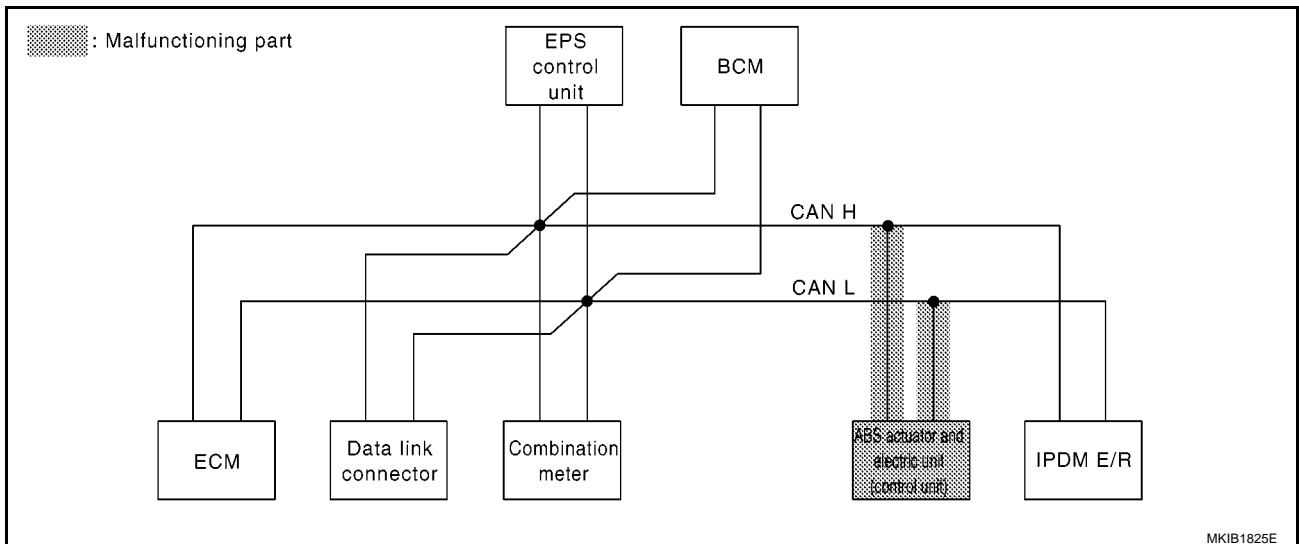 : Malfunctioning part
EPS
control
unit
BCM
CAN H
CAN L
ECM
Data link
connector
Combination
meter
ABS actuator and
electric unit
(control unit)
IPDM E/R
MKIB1825E